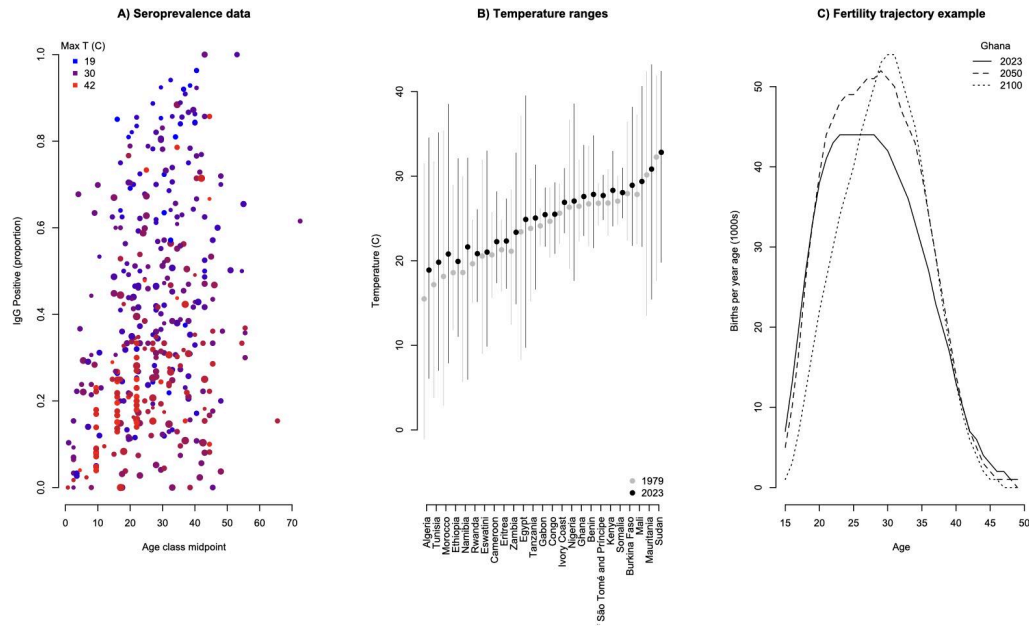 A) Seroprevalence data
Max T (C)
19
30
42
IgG Positive (proportion)
0.0
0.2
0.4
0.6
0.8
1.0
0
10
20
30
40
50
60
70
Age class midpoint
B) Temperature ranges
Temperature (C)
0
10
20
30
40
1979
2023
Algeria
Tunisia
Morocco
Ethiopia
Namibia
Rwanda
Eswatini
Cameroon
Eritrea
Zambia
Egypt
Tanzania
Gabon
Congo
Ivory Coast
Nigeria
Ghana
Benin
São Tomé and Príncipe
Kenya
Somalia
Burkina Faso
Mali
Mauritania
Sudan
C) Fertility trajectory example
Ghana
2023
2050
2100
Births per year age (1000s)
0
10
20
30
40
50
15
20
25
30
35
40
45
50
Age